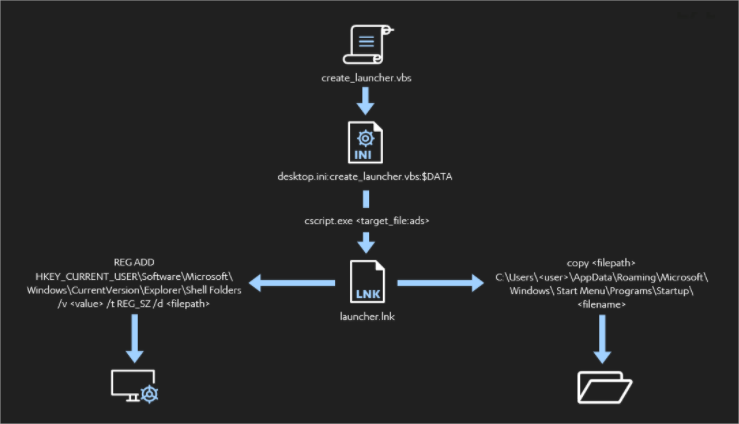 create_launcher.vbs
INI
desktop.ini:create_launcher.vbs:$DATA
cscript.exe <target_file:ads>
REG ADD
HKEY_CURRENT_USER\Software\Microsoft\
Windows\CurrentVersion\Explorer\Shell Folders
/v <value> /t REG_SZ /d <filepath>
LNK
launcher.lnk
copy <filepath>
C:\Users\<user>\AppData\Roaming\Microsoft\
Windows\ Start Menu\Programs\Startup\
<filename>